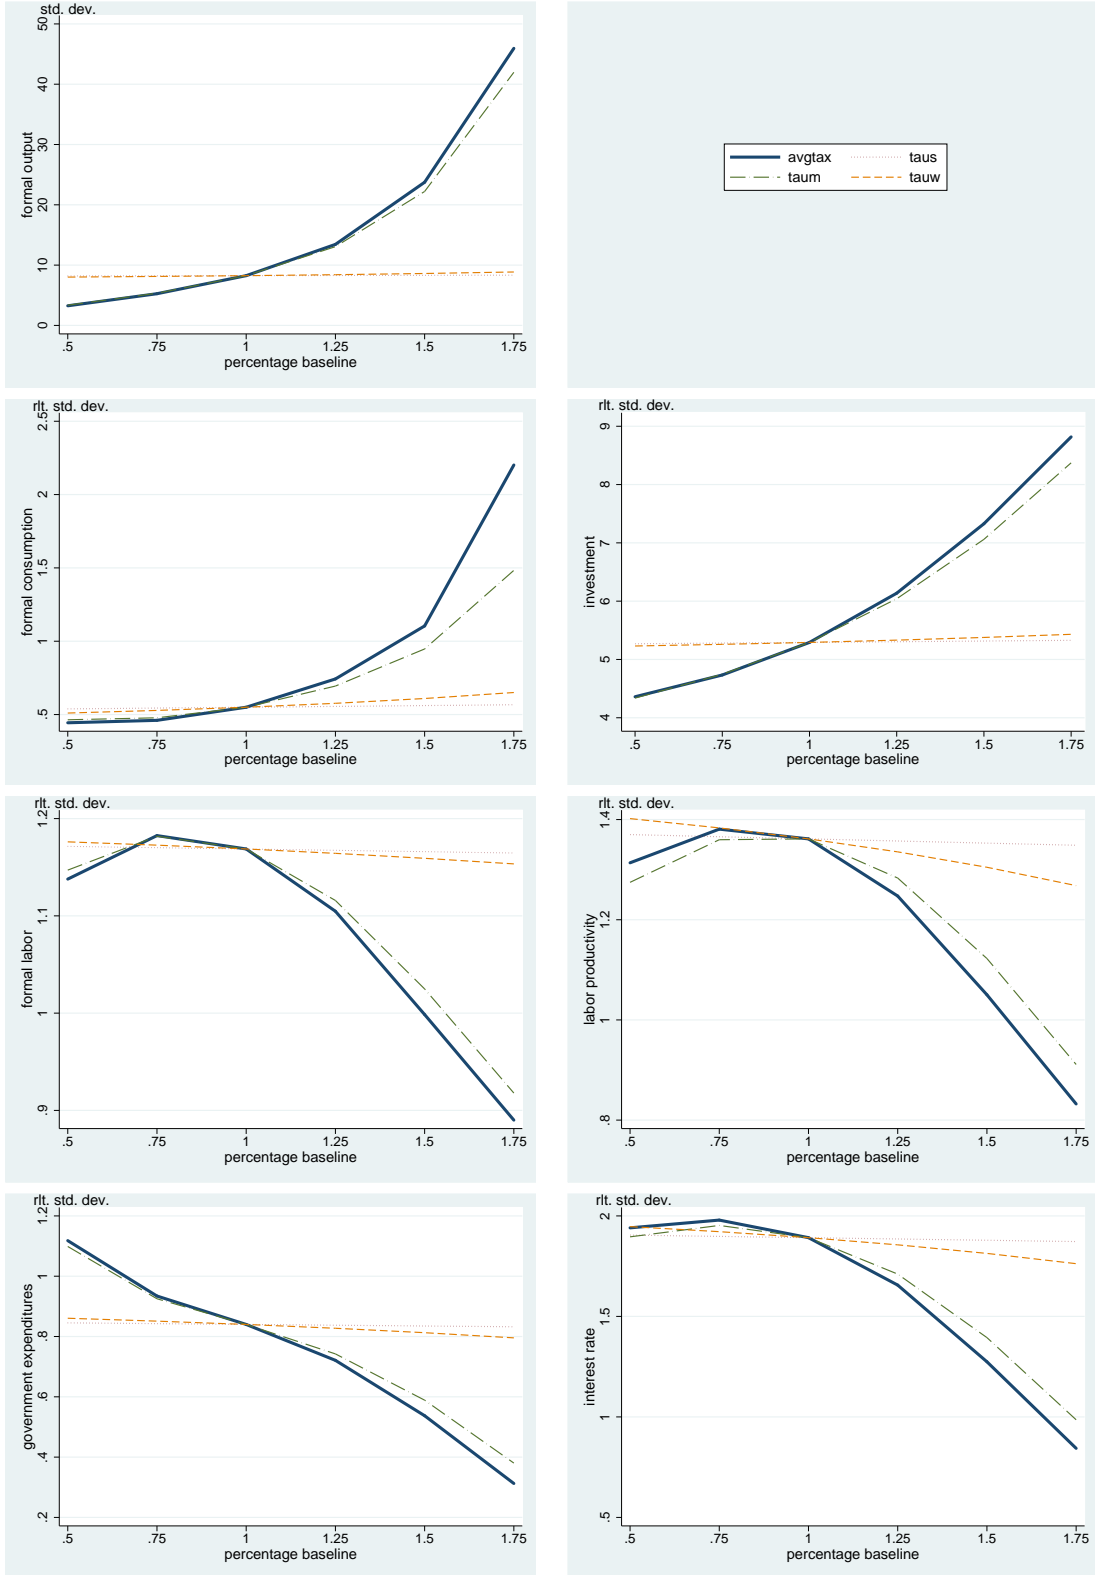 std. dev.
formal output
50
40
30
20
10
0
.5 .75 1 1.25 1.5 1.75
percentage baseline
avgtax taus
taum tauw
rlt. std. dev.
formal consumption
2.5
2
1.5
1
.5
.5 .75 1 1.25 1.5 1.75
percentage baseline
rlt. std. dev.
investment
9
8
7
6
5
4
.5 .75 1 1.25 1.5 1.75
percentage baseline
rlt. std. dev.
formal labor
1.2
1.1
1
.9
.5 .75 1 1.25 1.5 1.75
percentage baseline
rlt. std. dev.
labor productivity
1.4
1.2
1
.8
.5 .75 1 1.25 1.5 1.75
percentage baseline
rlt. std. dev.
government expenditures
1.2
1
.8
.6
.4
.2
.5 .75 1 1.25 1.5 1.75
percentage baseline
rlt. std. dev.
interest rate
2
1.5
1
.5
.5 .75 1 1.25 1.5 1.75
percentage baseline